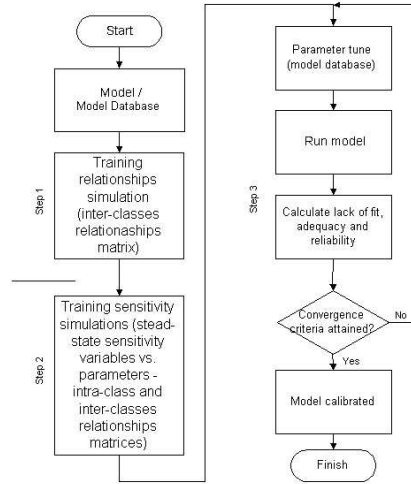 Start
Model /
Model Database
Step 1
Training
relationships
simulation
(inter-classes
relationaships
matrix)
Step 2
Training sensitivity
simulations (stead-
state sensitivity
variables vs.
parameters -
intra-class and
inter-classes
relationships
matrices)
Parameter tune
(model database)
Run model
Step 3
Calculate lack of fit,
adequacy and
reliability
Convergence
criteria attained?
No
Yes
Model calibrated
Finish